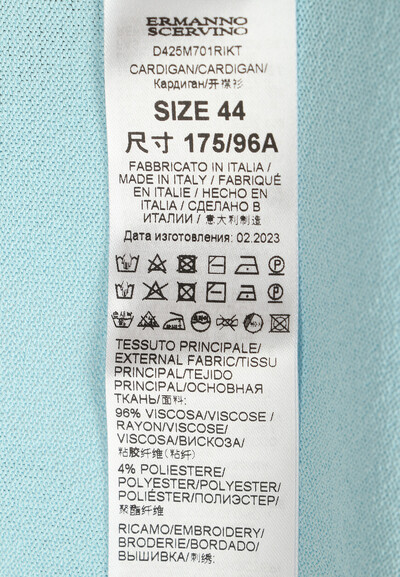 ERMANNO
SCERVINO
D425M701RIKT
CARDIGAN/CARDIGAN/
Кардиган/开襟衫
SIZE 44
尺寸 175/96A
FABBRICATO IN ITALIA /
MADE IN ITALY / FABRIQUÉ
EN ITALIE / HECHO EN
ITALIA / СДЕЛАНО В
ИТАЛИИ / 意大利制造
Дата изготовления: 02.2023
TESSUTO PRINCIPALE/
EXTERNAL FABRIC/TISSU
PRINCIPAL/TEJIDO
PRINCIPAL/ОСНОВНАЯ
ТКАНЬ/面料:
96% VISCOSA/VISCOSE /
RAYON/VISCOSE/
VISCOSA/ВИСКОЗА/
粘胶纤维(粘纤)
4% POLIESTERE/
POLYESTER/POLYESTER/
POLIÉSTER/ПОЛИЭСТЕР/
聚酯纤维
RICAMO/EMBROIDERY/
BRODERIE/BORDADO/
ВЫШИВКА/刺绣: